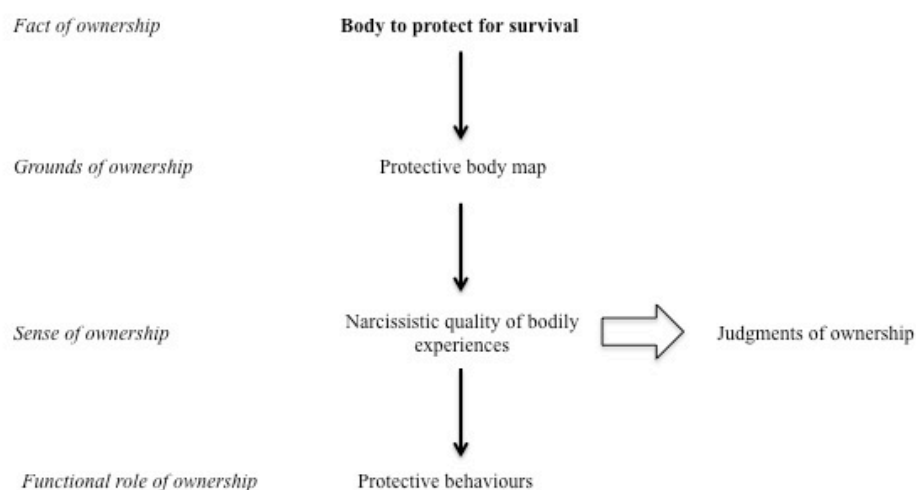 Fact of ownership Body to protect for survival
Grounds of ownership Protective body map
Sense of ownership Narcissistic quality of bodily experiences Judgments of ownership
Functional role of ownership Protective behaviours